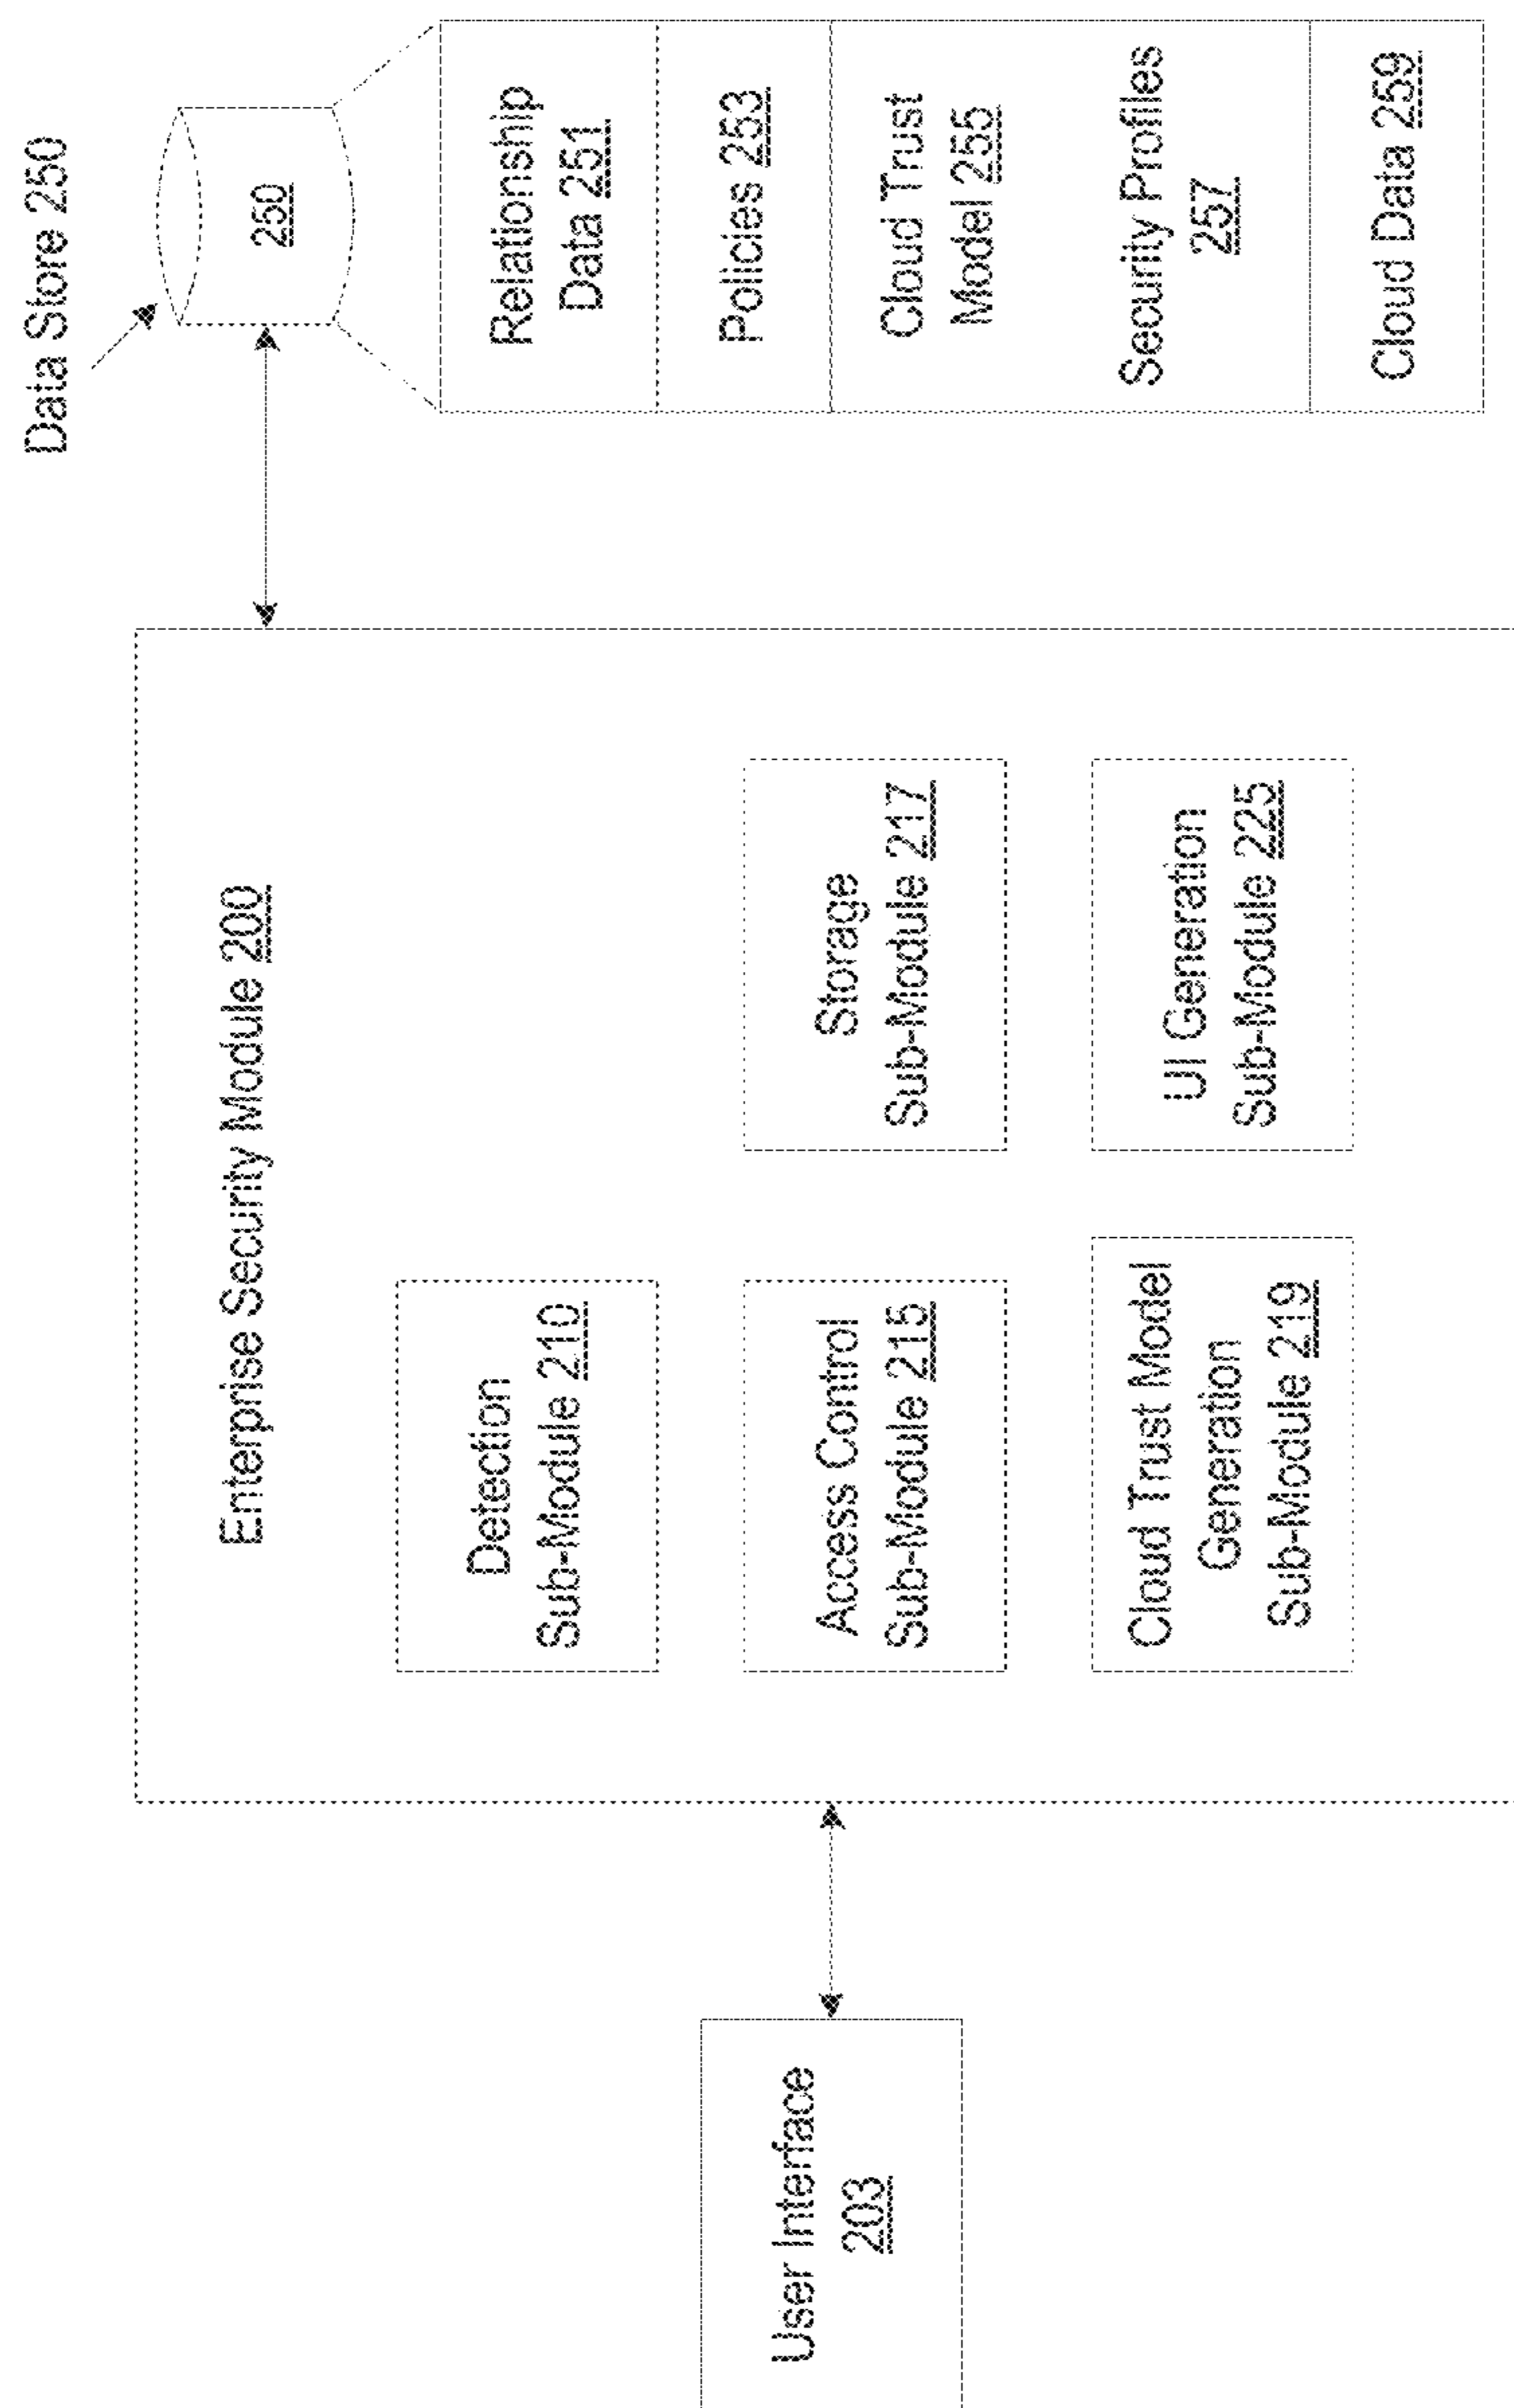 Data Store 250
250
Relationship
Data 251
Policies 253
Cloud Trust
Model 255
Security Profiles
257
Cloud Data 259
Enterprise Security Module 200
Detection
Sub-Module 210
Access Control
Sub-Module 215
Storage
Sub-Module 217
Cloud Trust Model
Generation
Sub-Module 219
UI Generation
Sub-Module 225
User Interface
203